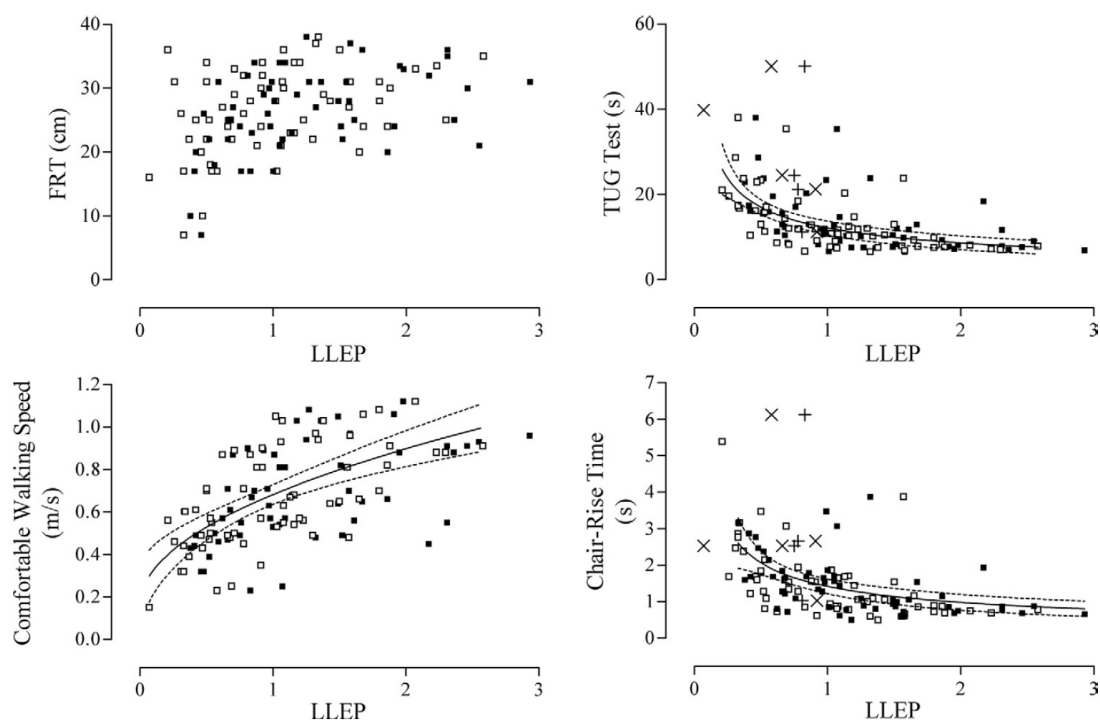 40
30
20
10
0
FRT (cm)
0 1 2 3
LLEP
60
40
20
0
TUG Test (s)
0 1 2 3
LLEP
1.2
1.0
0.8
0.6
0.4
0.2
0.0
Comfortable Walking Speed
(m/s)
0 1 2 3
LLEP
7
6
5
4
3
2
1
0
Chair-Rise Time
(s)
0 1 2 3
LLEP